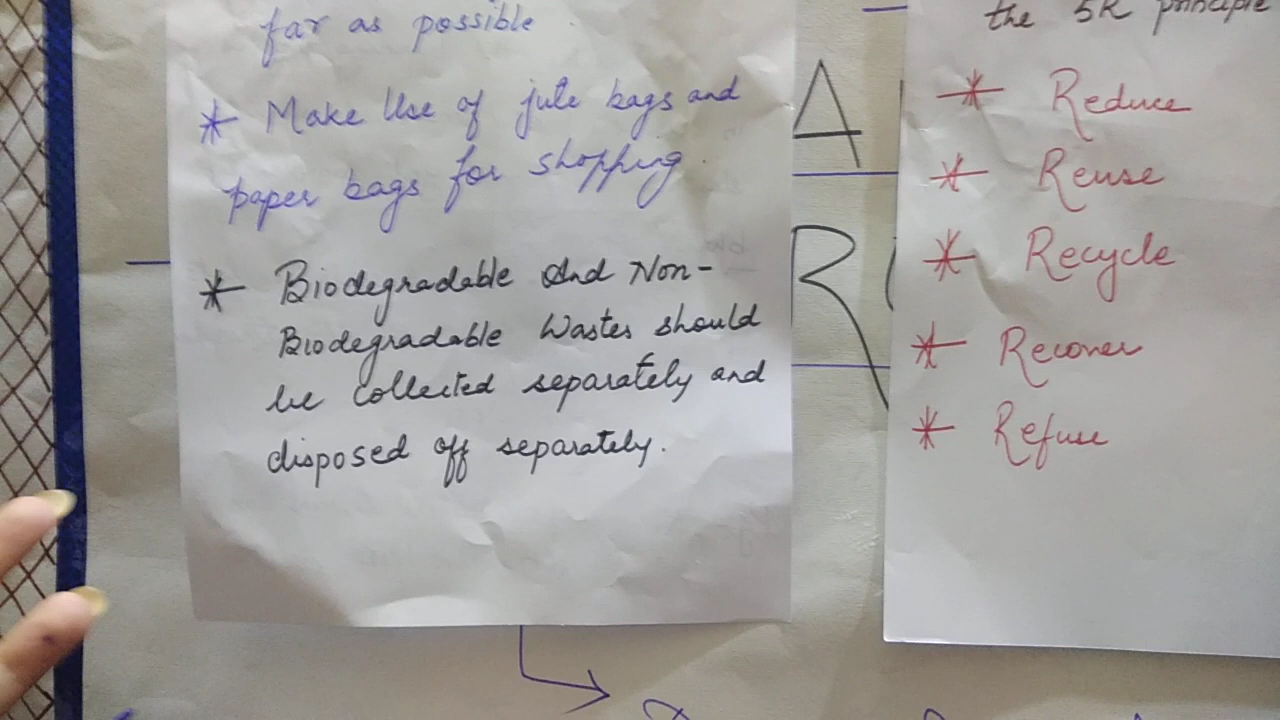 far as possible
* Make Use of jute bags and
paper bags for shopping.
* Biodegradable And Non-
Biodegradable Wastes should
be collected separately and
disposed off separately.
A
R
the 5R principle
* Reduce
* Reuse
* Recycle
* Recover
* Refuse